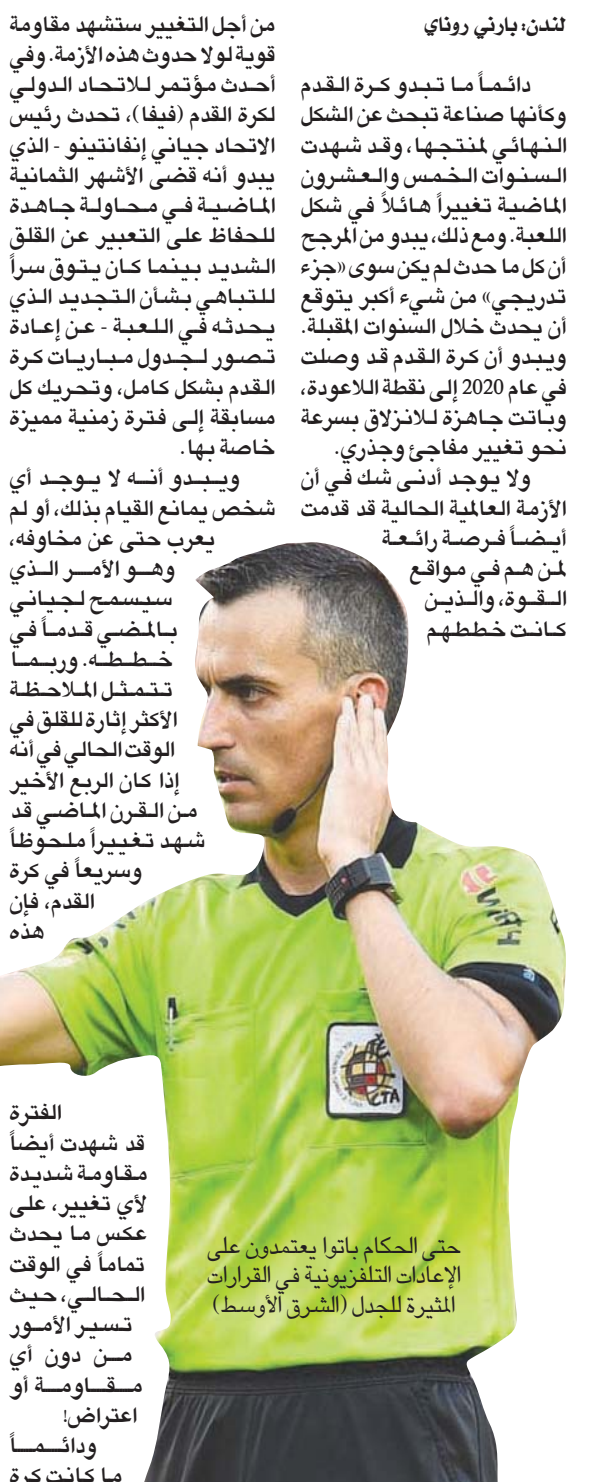 لندن: بارني روناي
دائماً ما تبدو كرة القدم
وكأنها صناعة تبحث عن الشكل
النهائي لمنتجها، وقد شهدت
السنوات الخمس والعشرون
الماضية تغييراً هائلاً في شكل
اللعبة. ومع ذلك، يبدو من المرجح
أن كل ما حدث لم يكن سوى «جزء
تدريجي» من شيء أكبر يتوقع
أن يحدث خلال السنوات المقبلة.
ويبدو أن كرة القدم قد وصلت
في عام 2020 إلى نقطة اللاعودة،
وباتت جاهزة للانزلاق بسرعة
نحو تغيير مفاجئ وجذري.
ولا يوجد أدنى شك في أن
الأزمة العالمية الحالية قد قدمت
أيضاً فرصة رائعة
لمن هم في مواقع
القوة، والذين
كانت خططهم
من أجل التغيير ستشهد مقاومة
قوية لولا حدوث هذه الأزمة. وفي
أحدث مؤتمر للاتحاد الدولي
لكرة القدم (فيفا)، تحدث رئيس
الاتحاد جياني إنفانتينو - الذي
يبدو أنه قضى الأشهر الثمانية
الماضية في محاولة جاهدة
للحفاظ على التعبير عن القلق
الشديد بينما كان يتوق سراً
للتباهي بشأن التجديد الذي
يحدثه في اللعبة - عن إعادة
تصور لجدول مباريات كرة
القدم بشكل كامل، وتحريك كل
مسابقة إلى فترة زمنية مميزة
خاصة بها.
ويبدو أنه لا يوجد أي
شخص يمانع القيام بذلك، أو لم
يعرب حتى عن مخاوفه،
وهو الأمر الذي
سيسمح لجياني
بالمضي قدماً في
خططه. وربما
تتمثل الملاحظة
الأكثر إثارة للقلق في
الوقت الحالي في أنه
إذا كان الربع الأخير
من القرن الماضي قد
شهد تغييراً ملحوظاً
وسريعاً في كرة
القدم، فإن
هذه
الفترة
قد شهدت أيضاً
مقاومة شديدة
لأي تغيير، على
عكس ما يحدث
تماماً في الوقت
الحالي، حيث
تسير الأمور
من دون أي
مقاومة أو
اعتراض!
ودائماً
ما كانت كرة
CTA
حتى الحكام باتوا يعتمدون على
الإعادات التلفزيونية في القرارات
المثيرة للجدل (الشرق الأوسط)